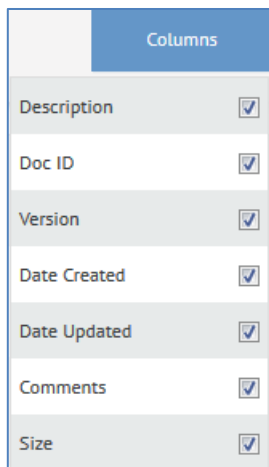 Columns
Description
Doc ID
Version
Date Created
Date Updated
Comments
Size